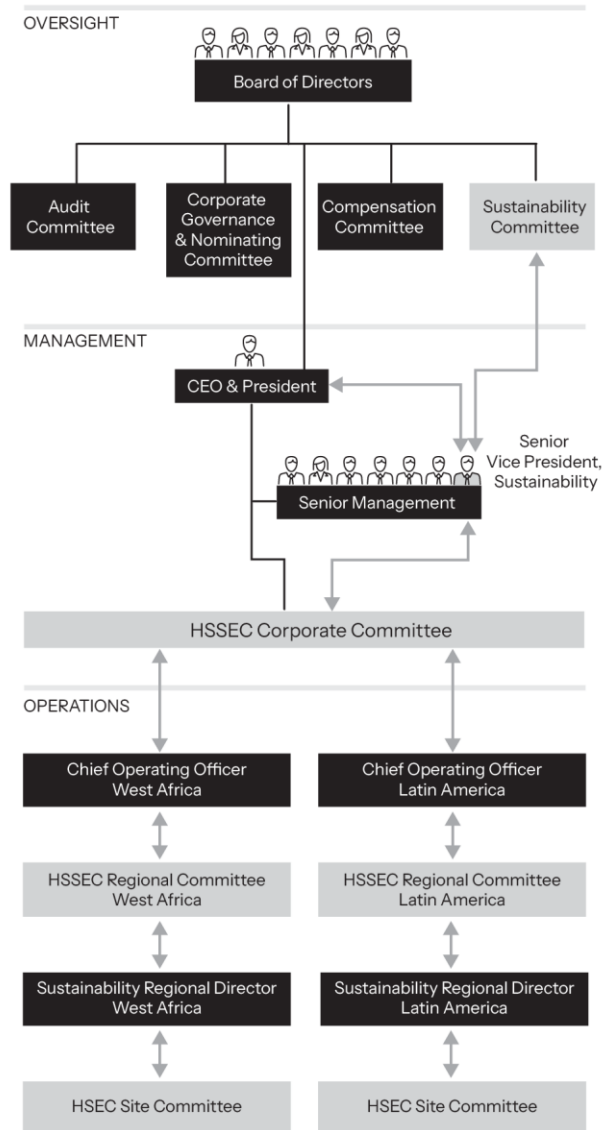 OVERSIGHT
Board of Directors
Audit
Committee
Corporate
Governance
& Nominating
Committee
Compensation
Committee
Sustainability
Committee
MANAGEMENT
CEO & President
Senior
Vice President,
Sustainability
Senior Management
HSSEC Corporate Committee
OPERATIONS
Chief Operating Officer
West Africa
Chief Operating Officer
Latin America
HSSEC Regional Committee
West Africa
HSSEC Regional Committee
Latin America
Sustainability Regional Director
West Africa
Sustainability Regional Director
Latin America
HSEC Site Committee
HSEC Site Committee